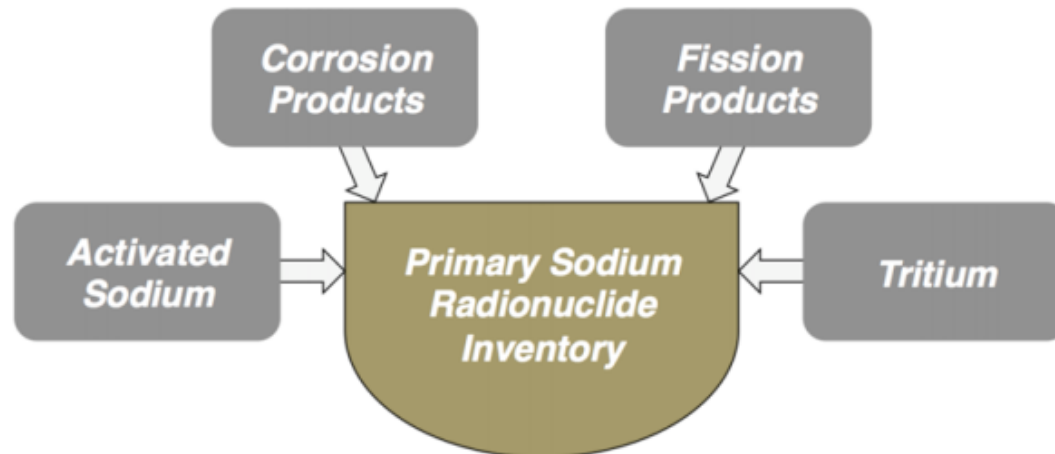 Corrosion
Products
Fission
Products
Activated
Sodium
Primary Sodium
Radionuclide
Inventory
Tritium